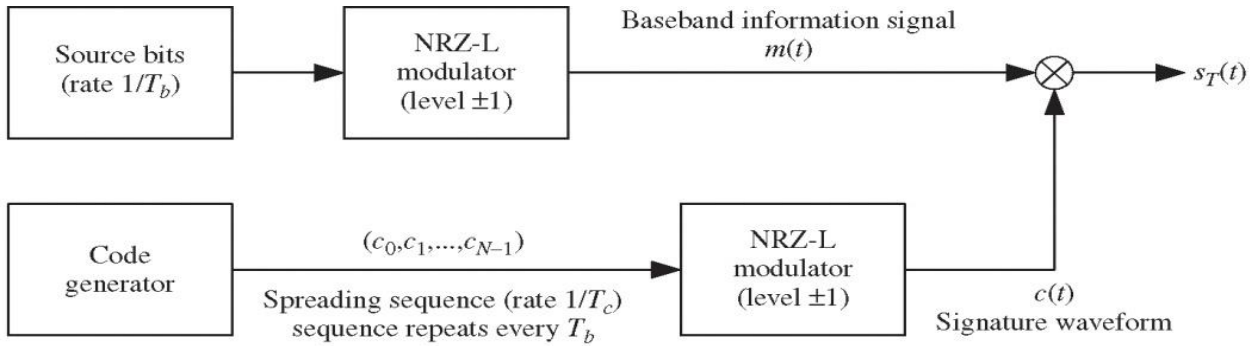 Source bits
(rate 1/T_b)
NRZ-L
modulator
(level ±1)
Baseband information signal
m(t)
s_T(t)
Code
generator
(c_0,c_1,...,c_{N–1})
Spreading sequence (rate 1/T_c)
sequence repeats every T_b
NRZ-L
modulator
(level ±1)
c(t)
Signature waveform